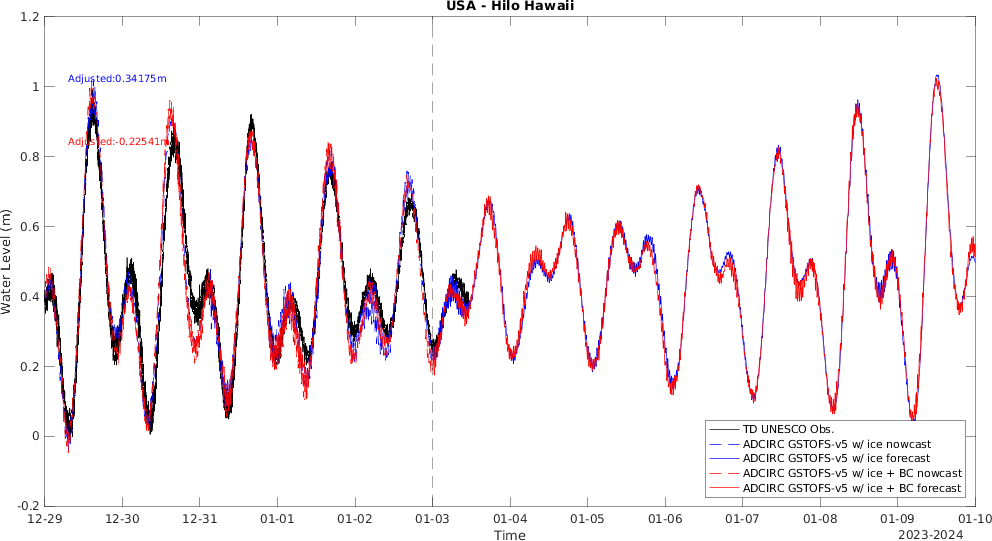 USA - Hilo Hawaii
Water Level (m)
1.2
1
0.8
0.6
0.4
0.2
0
-0.2
Adjusted:0.34175m
Adjusted:-0.22541m
TD UNESCO Obs.
ADCIRC GSTOFS-v5 w/ ice nowcast
ADCIRC GSTOFS-v5 w/ ice forecast
ADCIRC GSTOFS-v5 w/ ice + BC nowcast
ADCIRC GSTOFS-v5 w/ ice + BC forecast
12-29 12-30 12-31 01-01 01-02 01-03 01-04 01-05 01-06 01-07 01-08 01-09 01-10
Time
2023-2024